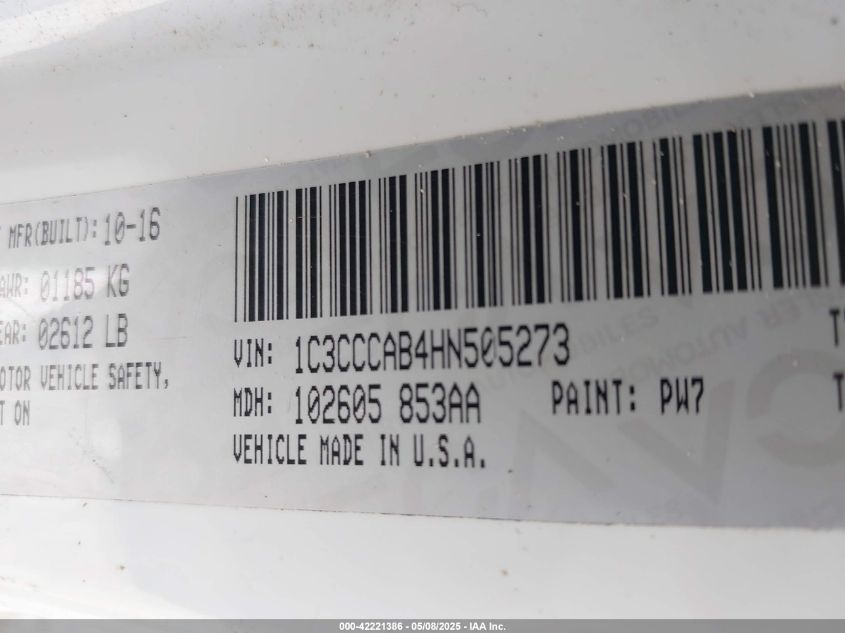 MFR(BUILT): 10-16
AWR: 01185 KG
EAR: 02612 LB
OTOR VEHICLE SAFETY,
T ON
VIN: 1C3CCCAB4HN505273
MDH: 102605 853AA PAINT: PW7
VEHICLE MADE IN U.S.A.
000-42221386 - 05/08/2025 - IAA Inc.